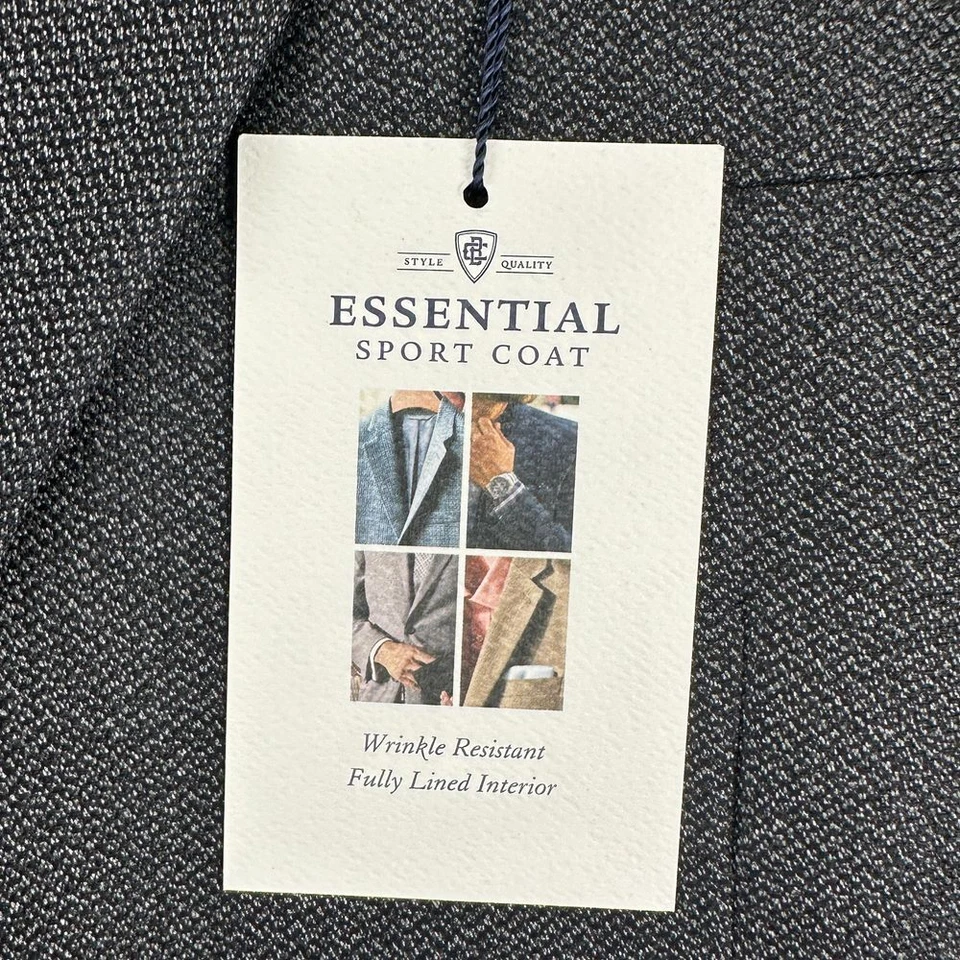 STYLE QUALITY
ESSENTIAL
SPORT COAT
Wrinkle Resistant
Fully Lined Interior